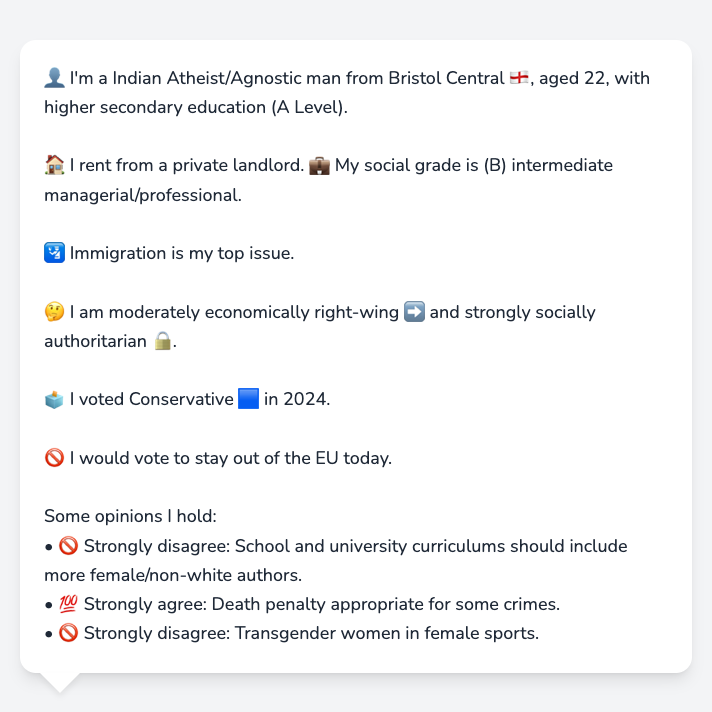 👤 I'm a Indian Atheist/Agnostic man from Bristol Central 🏴󠁧󠁢󠁥󠁮󠁧󠁿, aged 22, with
higher secondary education (A Level).
🏠 I rent from a private landlord. 💼 My social grade is (B) intermediate
managerial/professional.
🛂 Immigration is my top issue.
🤔 I am moderately economically right-wing ➡️ and strongly socially
authoritarian 🔒.
🗳️ I voted Conservative 🟦 in 2024.
🚫 I would vote to stay out of the EU today.
Some opinions I hold:
• 🚫 Strongly disagree: School and university curriculums should include
more female/non-white authors.
• 💯 Strongly agree: Death penalty appropriate for some crimes.
• 🚫 Strongly disagree: Transgender women in female sports.